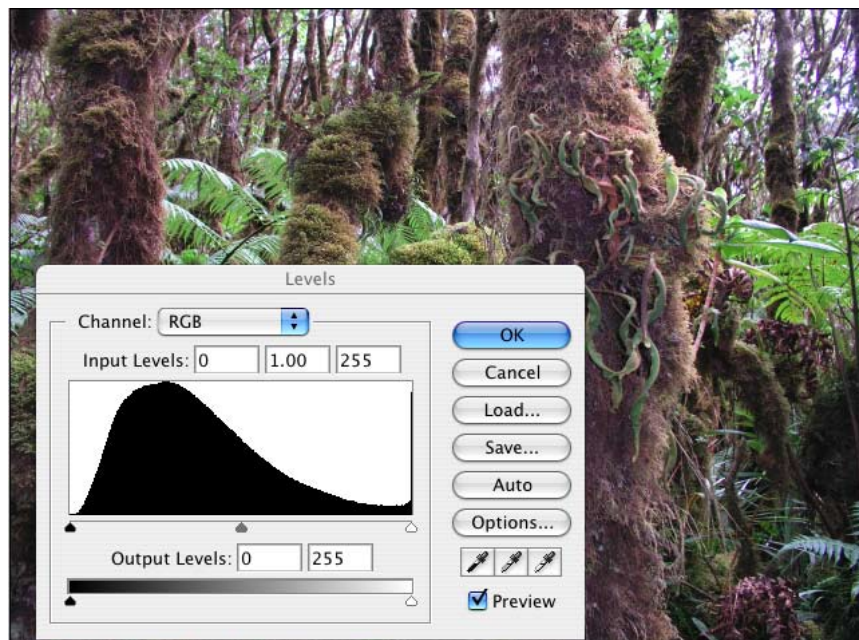 Levels
Channel: RGB
Input Levels: 0 1.00 255
Output Levels: 0 255
OK
Cancel
Load...
Save...
Auto
Options...
Preview